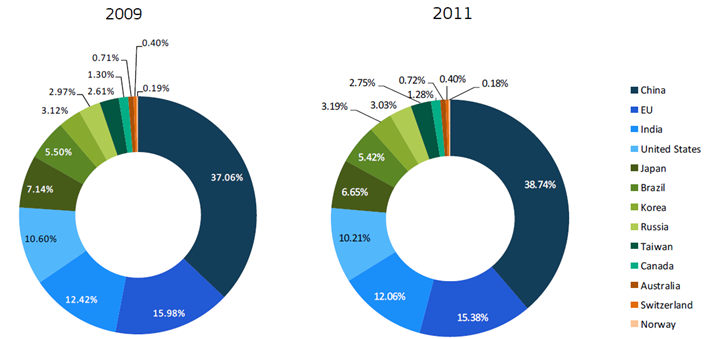 2009
0.40%
0.71%
1.30%
0.19%
2.97%
2.61%
3.12%
5.50%
7.14%
10.60%
12.42%
15.98%
37.06%
2011
0.40%
0.72%
0.18%
2.75%
1.28%
3.19%
3.03%
5.42%
6.65%
10.21%
12.06%
15.38%
38.74%
China
EU
India
United States
Japan
Brazil
Korea
Russia
Taiwan
Canada
Australia
Switzerland
Norway